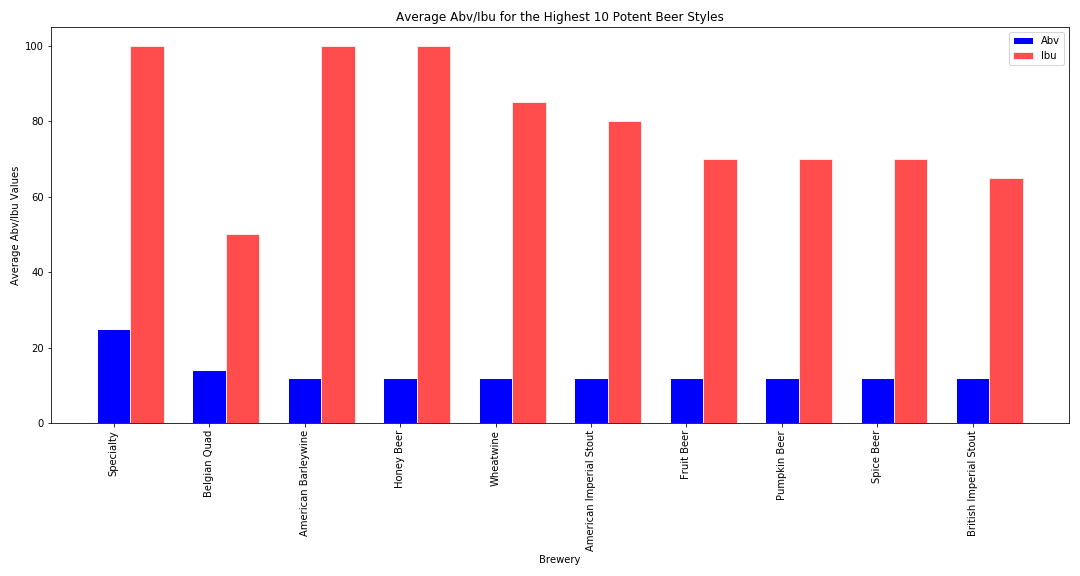 Average Abv/Ibu for the Highest 10 Potent Beer Styles
Abv
Ibu
Average Abv/Ibu Values
100
80
60
40
20
0
Specialty
Belgian Quad
American Barleywine
Honey Beer
Wheatwine
American Imperial Stout
Fruit Beer
Pumpkin Beer
Spice Beer
British Imperial Stout
Brewery